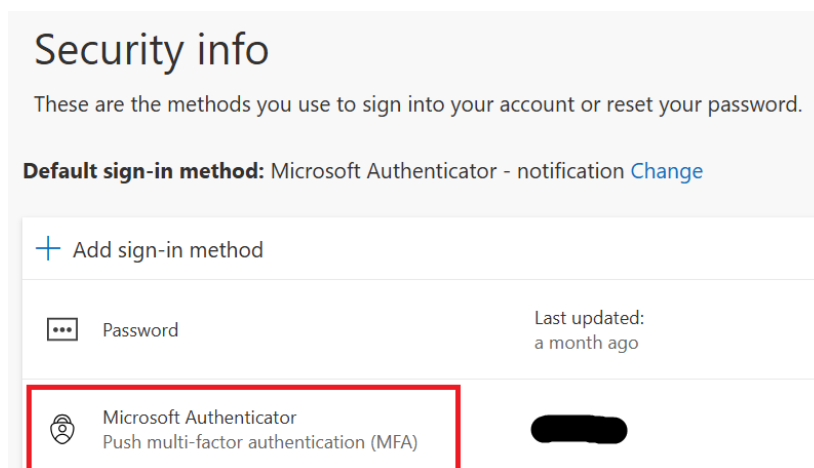 Security info
These are the methods you use to sign into your account or reset your password.
Default sign-in method: Microsoft Authenticator - notification Change
Add sign-in method
Password
Last updated:
a month ago
Microsoft Authenticator
Push multi-factor authentication (MFA)